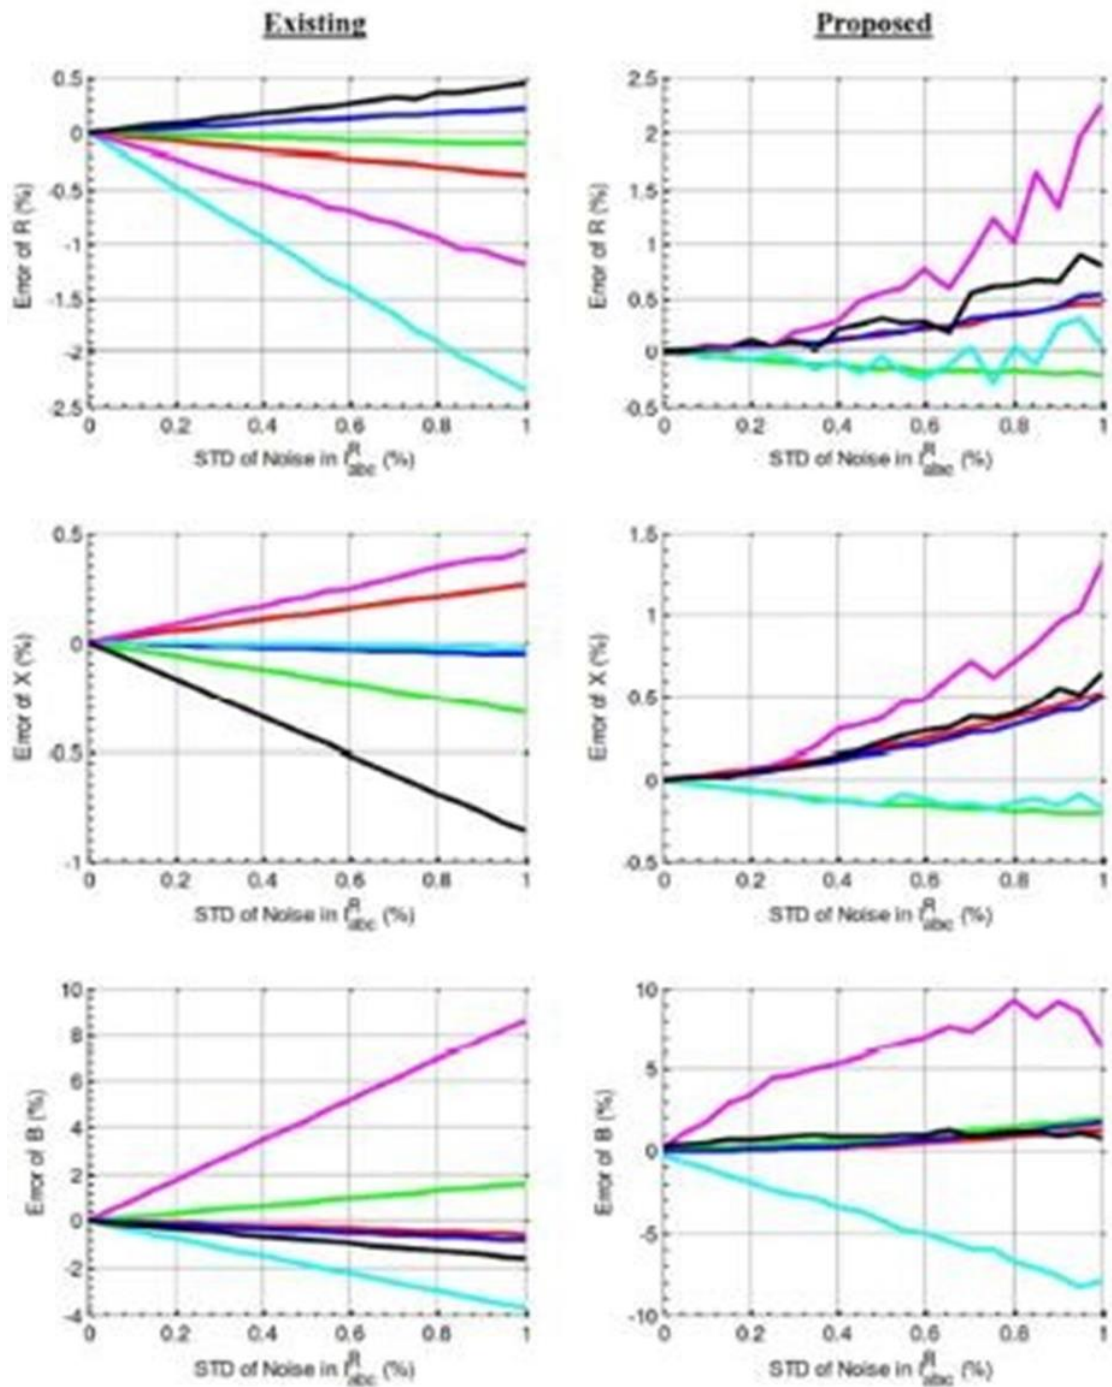 Existing
Proposed
0.5
0
-0.5
-1
-1.5
-2
-2.5
Error of R (%)
0 0.2 0.4 0.6 0.8 1
STD of Noise in I^R_abc (%)
2.5
2
1.5
1
0.5
0
-0.5
Error of R (%)
0 0.2 0.4 0.6 0.8 1
STD of Noise in I^R_abc (%)
0.5
0
-0.5
-1
Error of X (%)
0 0.2 0.4 0.6 0.8 1
STD of Noise in I^R_abc (%)
1.5
1
0.5
0
-0.5
Error of X (%)
0 0.2 0.4 0.6 0.8 1
STD of Noise in I^R_abc (%)
10
8
6
4
2
0
-2
-4
Error of B (%)
0 0.2 0.4 0.6 0.8 1
STD of Noise in I^R_abc (%)
10
5
0
-5
-10
Error of B (%)
0 0.2 0.4 0.6 0.8 1
STD of Noise in I^R_abc (%)